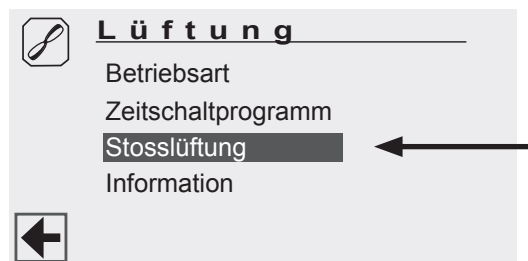 Lüftung
Betriebsart
Zeitschaltprogramm
Stosslüftung
Information